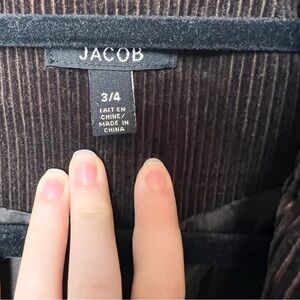 JACOB
3/4
FAIT EN
CHINE/
MADE IN
CHINA